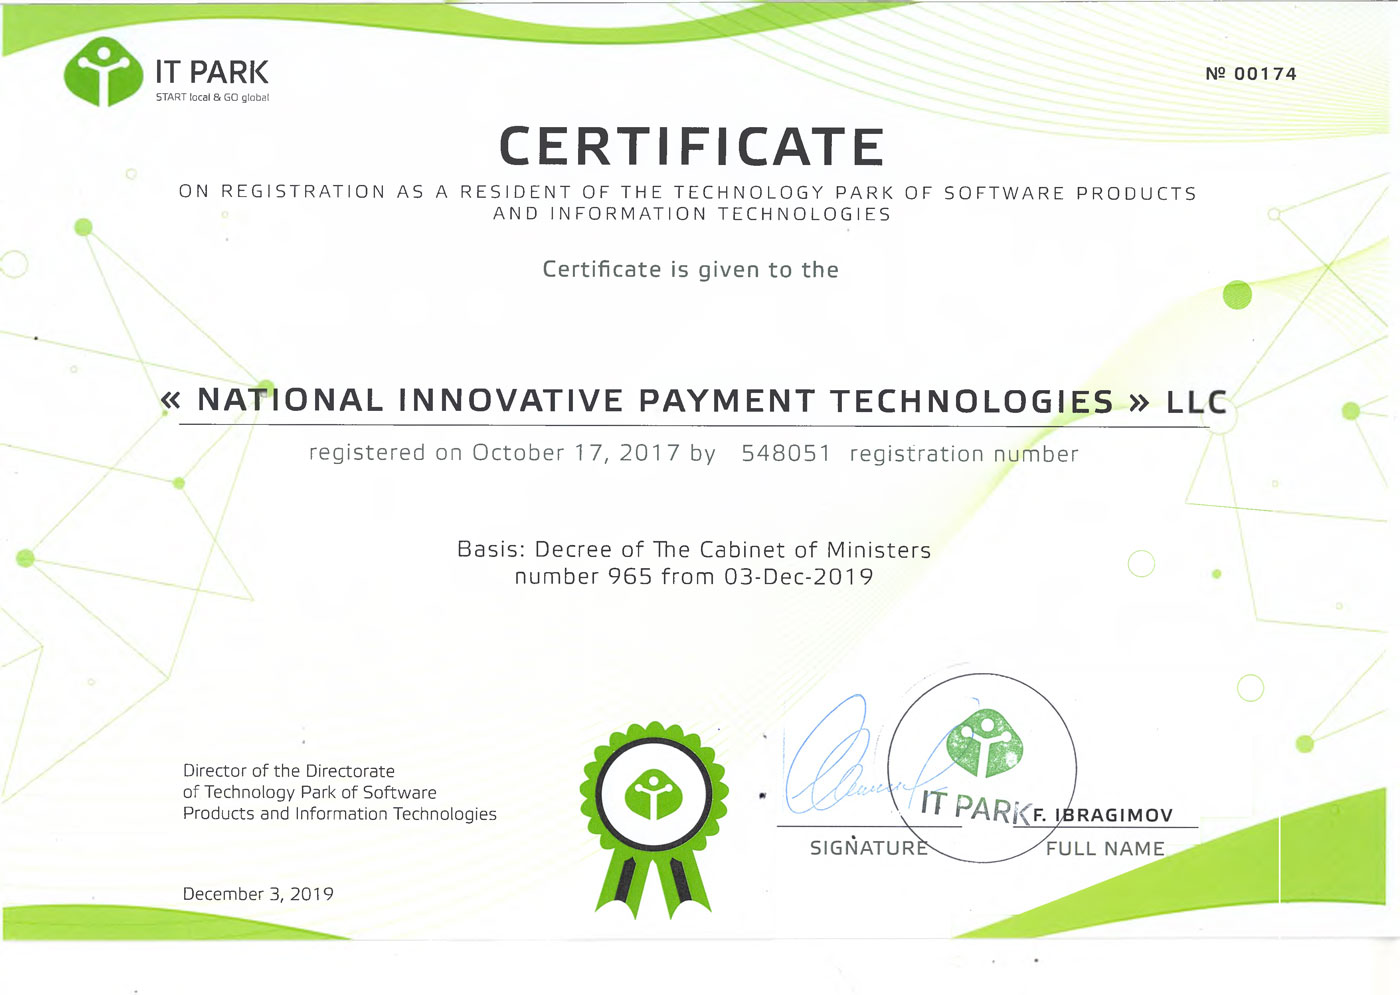 IT PARK
START local & GO global
№ 00174
CERTIFICATE
ON REGISTRATION AS A RESIDENT OF THE TECHNOLOGY PARK OF SOFTWARE PRODUCTS
AND INFORMATION TECHNOLOGIES
Certificate is given to the
« NATIONAL INNOVATIVE PAYMENT TECHNOLOGIES » LLC
registered on October 17, 2017 by 548051 registration number
Basis: Decree of The Cabinet of Ministers
number 965 from 03-Dec-2019
Director of the Directorate
of Technology Park of Software
Products and Information Technologies
December 3, 2019
IT PARK
F. IBRAGIMOV
SIGNATURE
FULL NAME